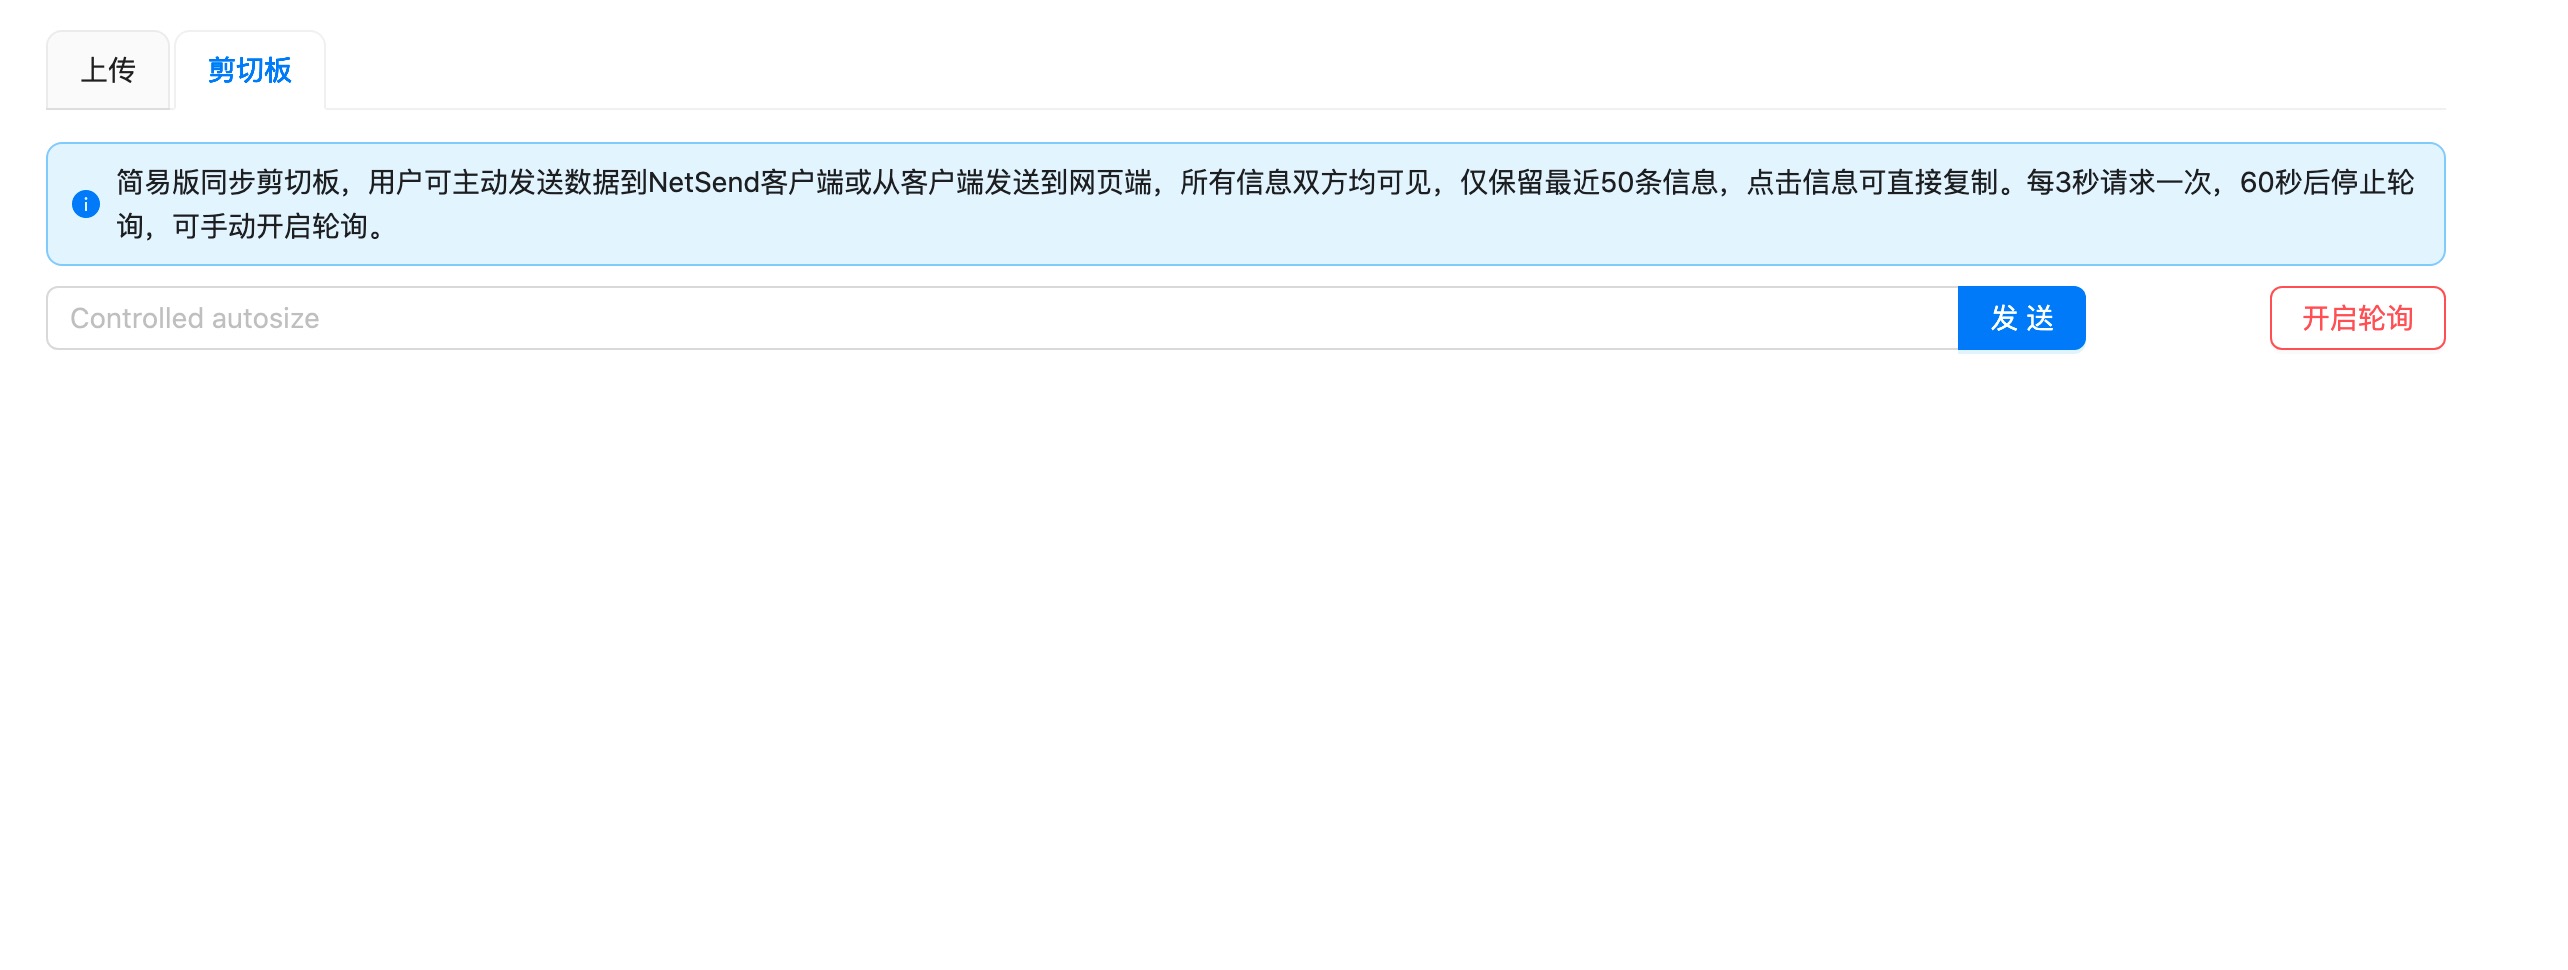 上传
剪切板
简易版同步剪切板，用户可主动发送数据到NetSend客户端或从客户端发送到网页端，所有信息双方均可见，仅保留最近50条信息，点击信息可直接复制。每3秒请求一次，60秒后停止轮
询，可手动开启轮询。
Controlled autosize
发 送
开启轮询